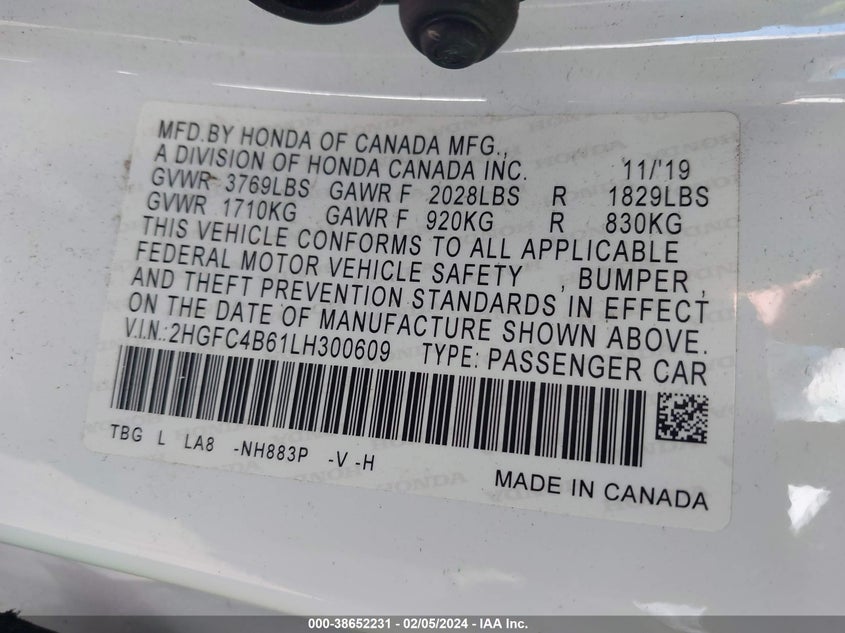 MFD.BY HONDA OF CANADA MFG.,
A DIVISION OF HONDA CANADA INC. 11/'19
GVWR 3769LBS GAWR F 2028LBS R 1829LBS
GVWR 1710KG GAWR F 920KG R 830KG
THIS VEHICLE CONFORMS TO ALL APPLICABLE
FEDERAL MOTOR VEHICLE SAFETY , BUMPER ,
AND THEFT PREVENTION STANDARDS IN EFFECT
ON THE DATE OF MANUFACTURE SHOWN ABOVE.
V.I.N.:2HGFC4B61LH300609 TYPE: PASSENGER CAR
TBG L LA8 -NH883P -V -H
MADE IN CANADA
000-38652231 - 02/05/2024 - IAA Inc.